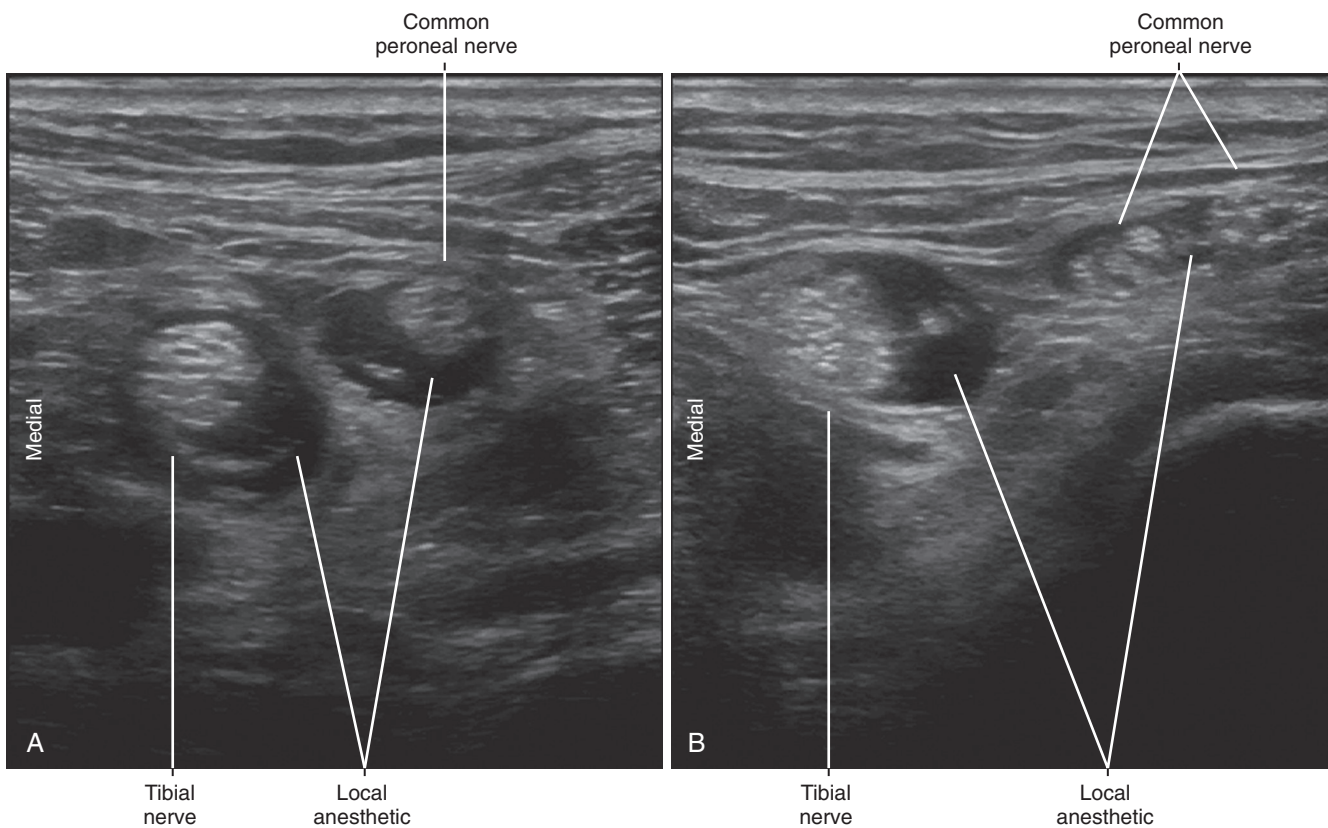 Common
peroneal nerve
Common
peroneal nerve
Medial
A
Medial
B
Tibial
nerve
Local
anesthetic
Tibial
nerve
Local
anesthetic